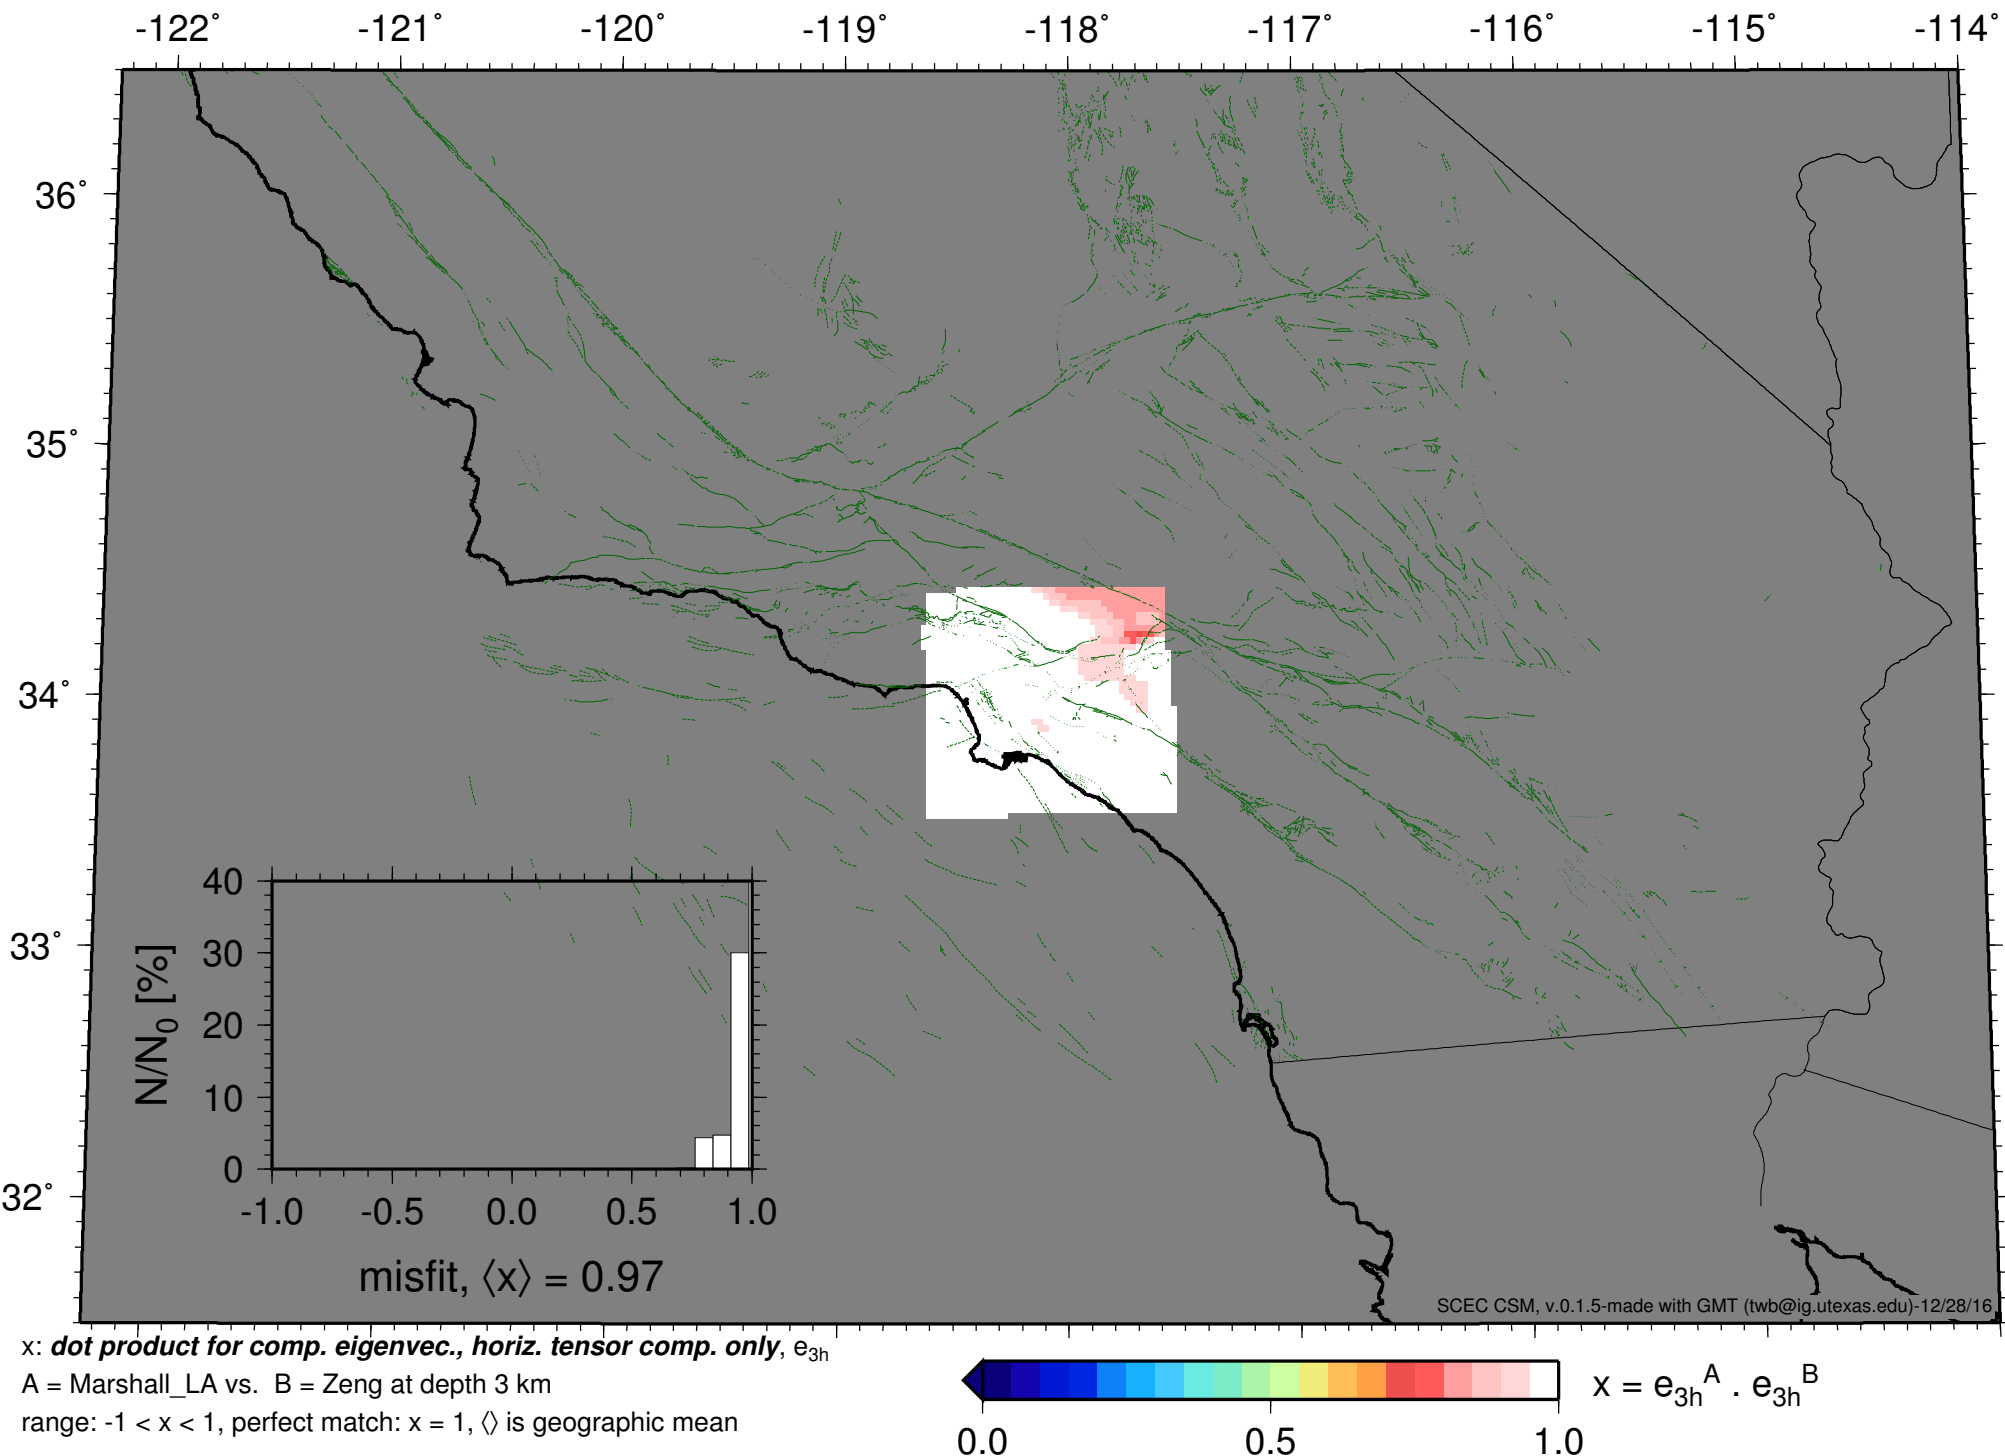 -122° -121° -120° -119° -118° -117° -116° -115° -114°
36°
35°
34°
33°
32°
40
30
20
10
0
N/N0 [%]
-1.0 -0.5 0.0 0.5 1.0
misfit, ⟨x⟩ = 0.97
SCEC CSM, v.0.1.5-made with GMT (twb@ig.utexas.edu)-12/28/16
x: dot product for comp. eigenvec., horiz. tensor comp. only, e3h
A = Marshall_LA vs. B = Zeng at depth 3 km
range: -1 < x < 1, perfect match: x = 1, ⟨⟩ is geographic mean
x = e3h^A . e3h^B
0.0 0.5 1.0